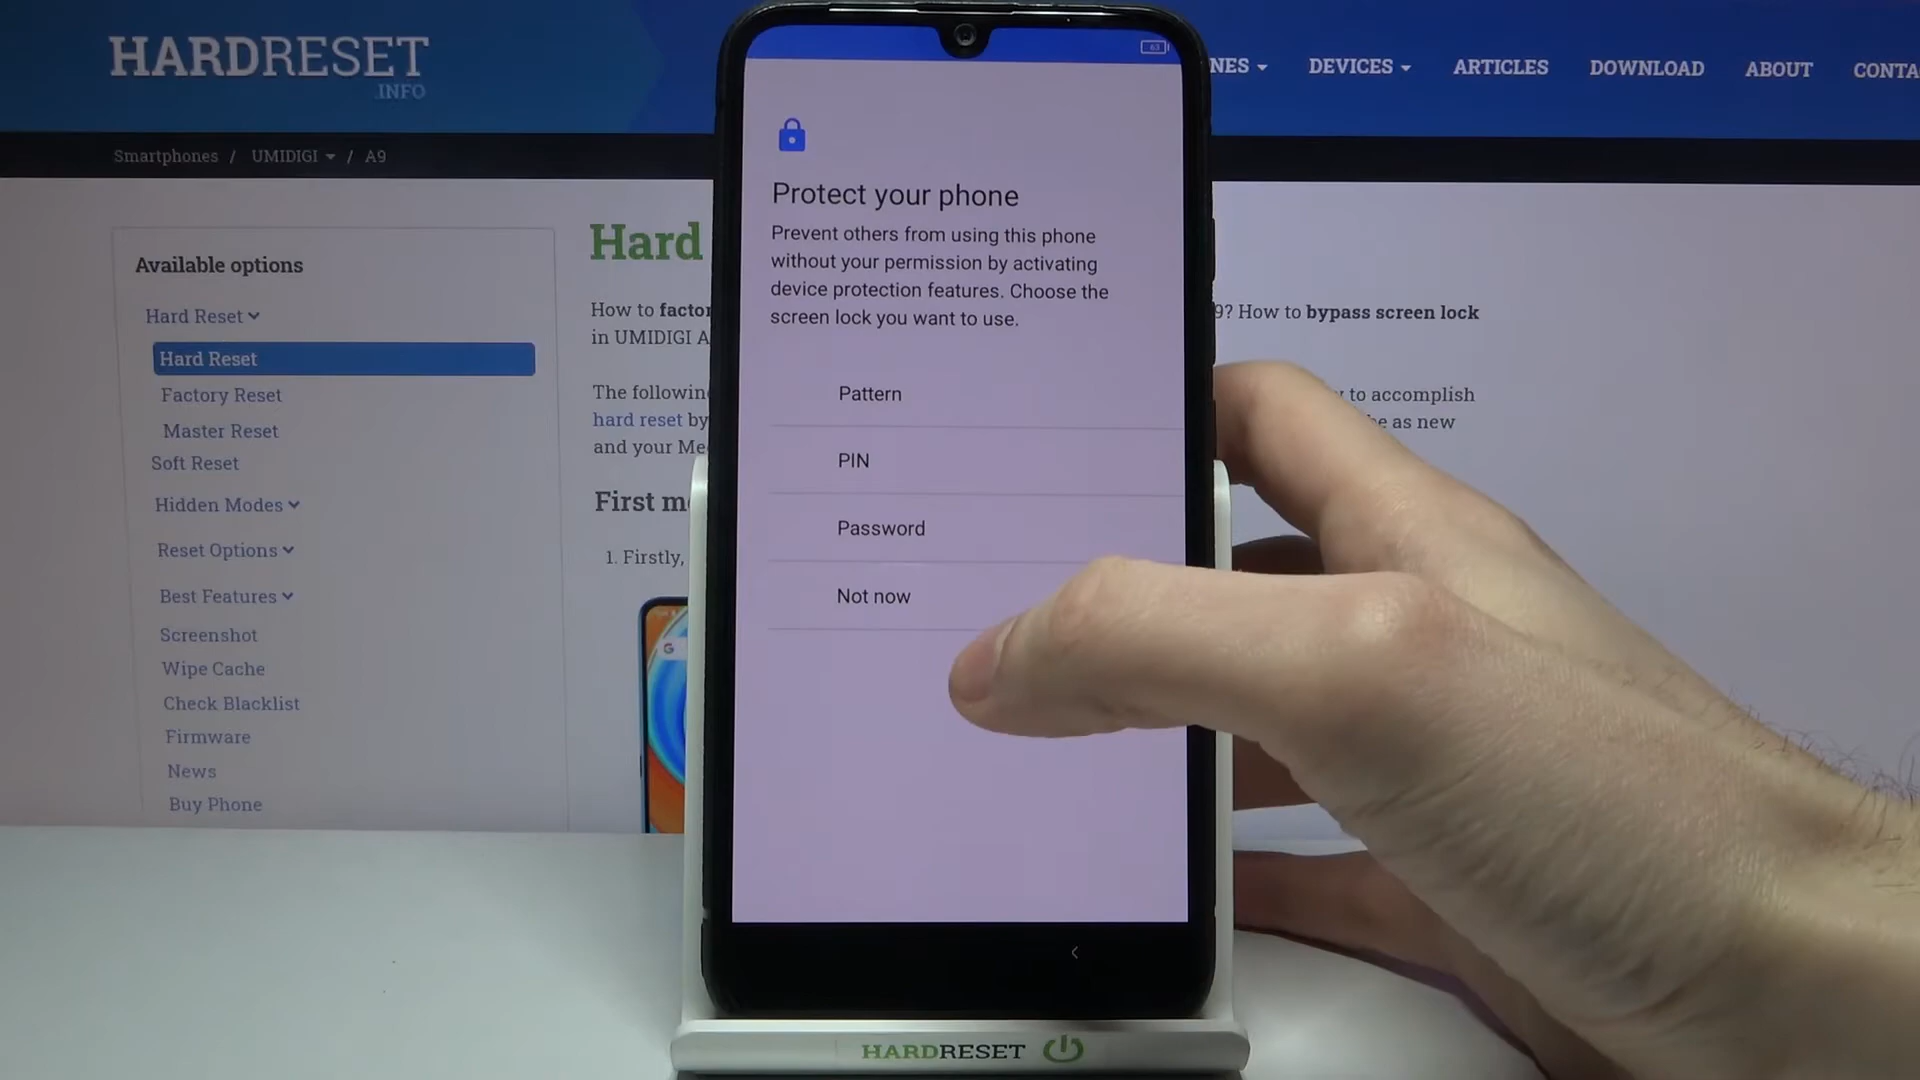 HARDRESET
.INFO
NES
DEVICES
ARTICLES
DOWNLOAD
ABOUT
Smartphones / UMIDIGI / A9
Available options
Hard Reset
Hard Reset
Factory Reset
Master Reset
Soft Reset
Hidden Modes
Reset Options
Best Features
Screenshot
Wipe Cache
Check Blacklist
Firmware
News
Buy Phone
Hard
How to
in UMIDIGI A
The
hard reset by
and your
First
1. Firstly,
9? How to bypass screen lock
to accomplish
be as new
63
Protect your phone
Prevent others from using this phone
without your permission by activating
device protection features. Choose the
screen lock you want to use.
Pattern
PIN
Password
Not now
G
HARDRESET